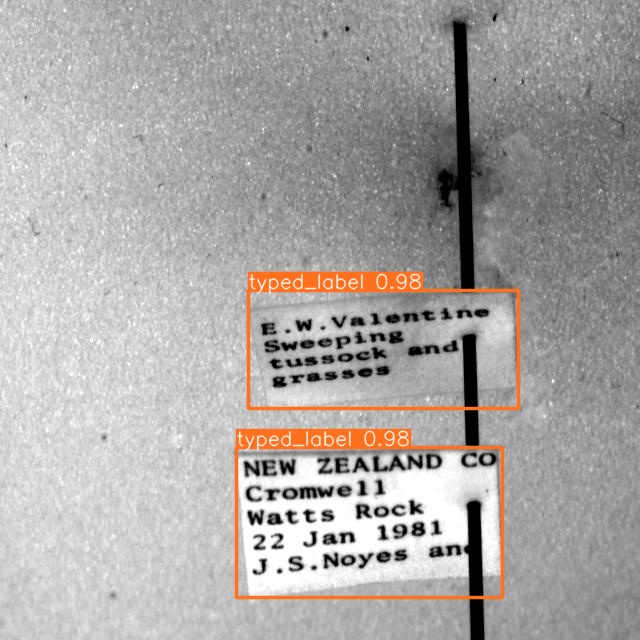 typed_label 0.98
E.W.Valentine
Sweeping
tussock and
grasses
typed_label 0.98
NEW ZEALAND CO
Cromwell
Watts Rock
22 Jan 1981
J.S.Noyes and